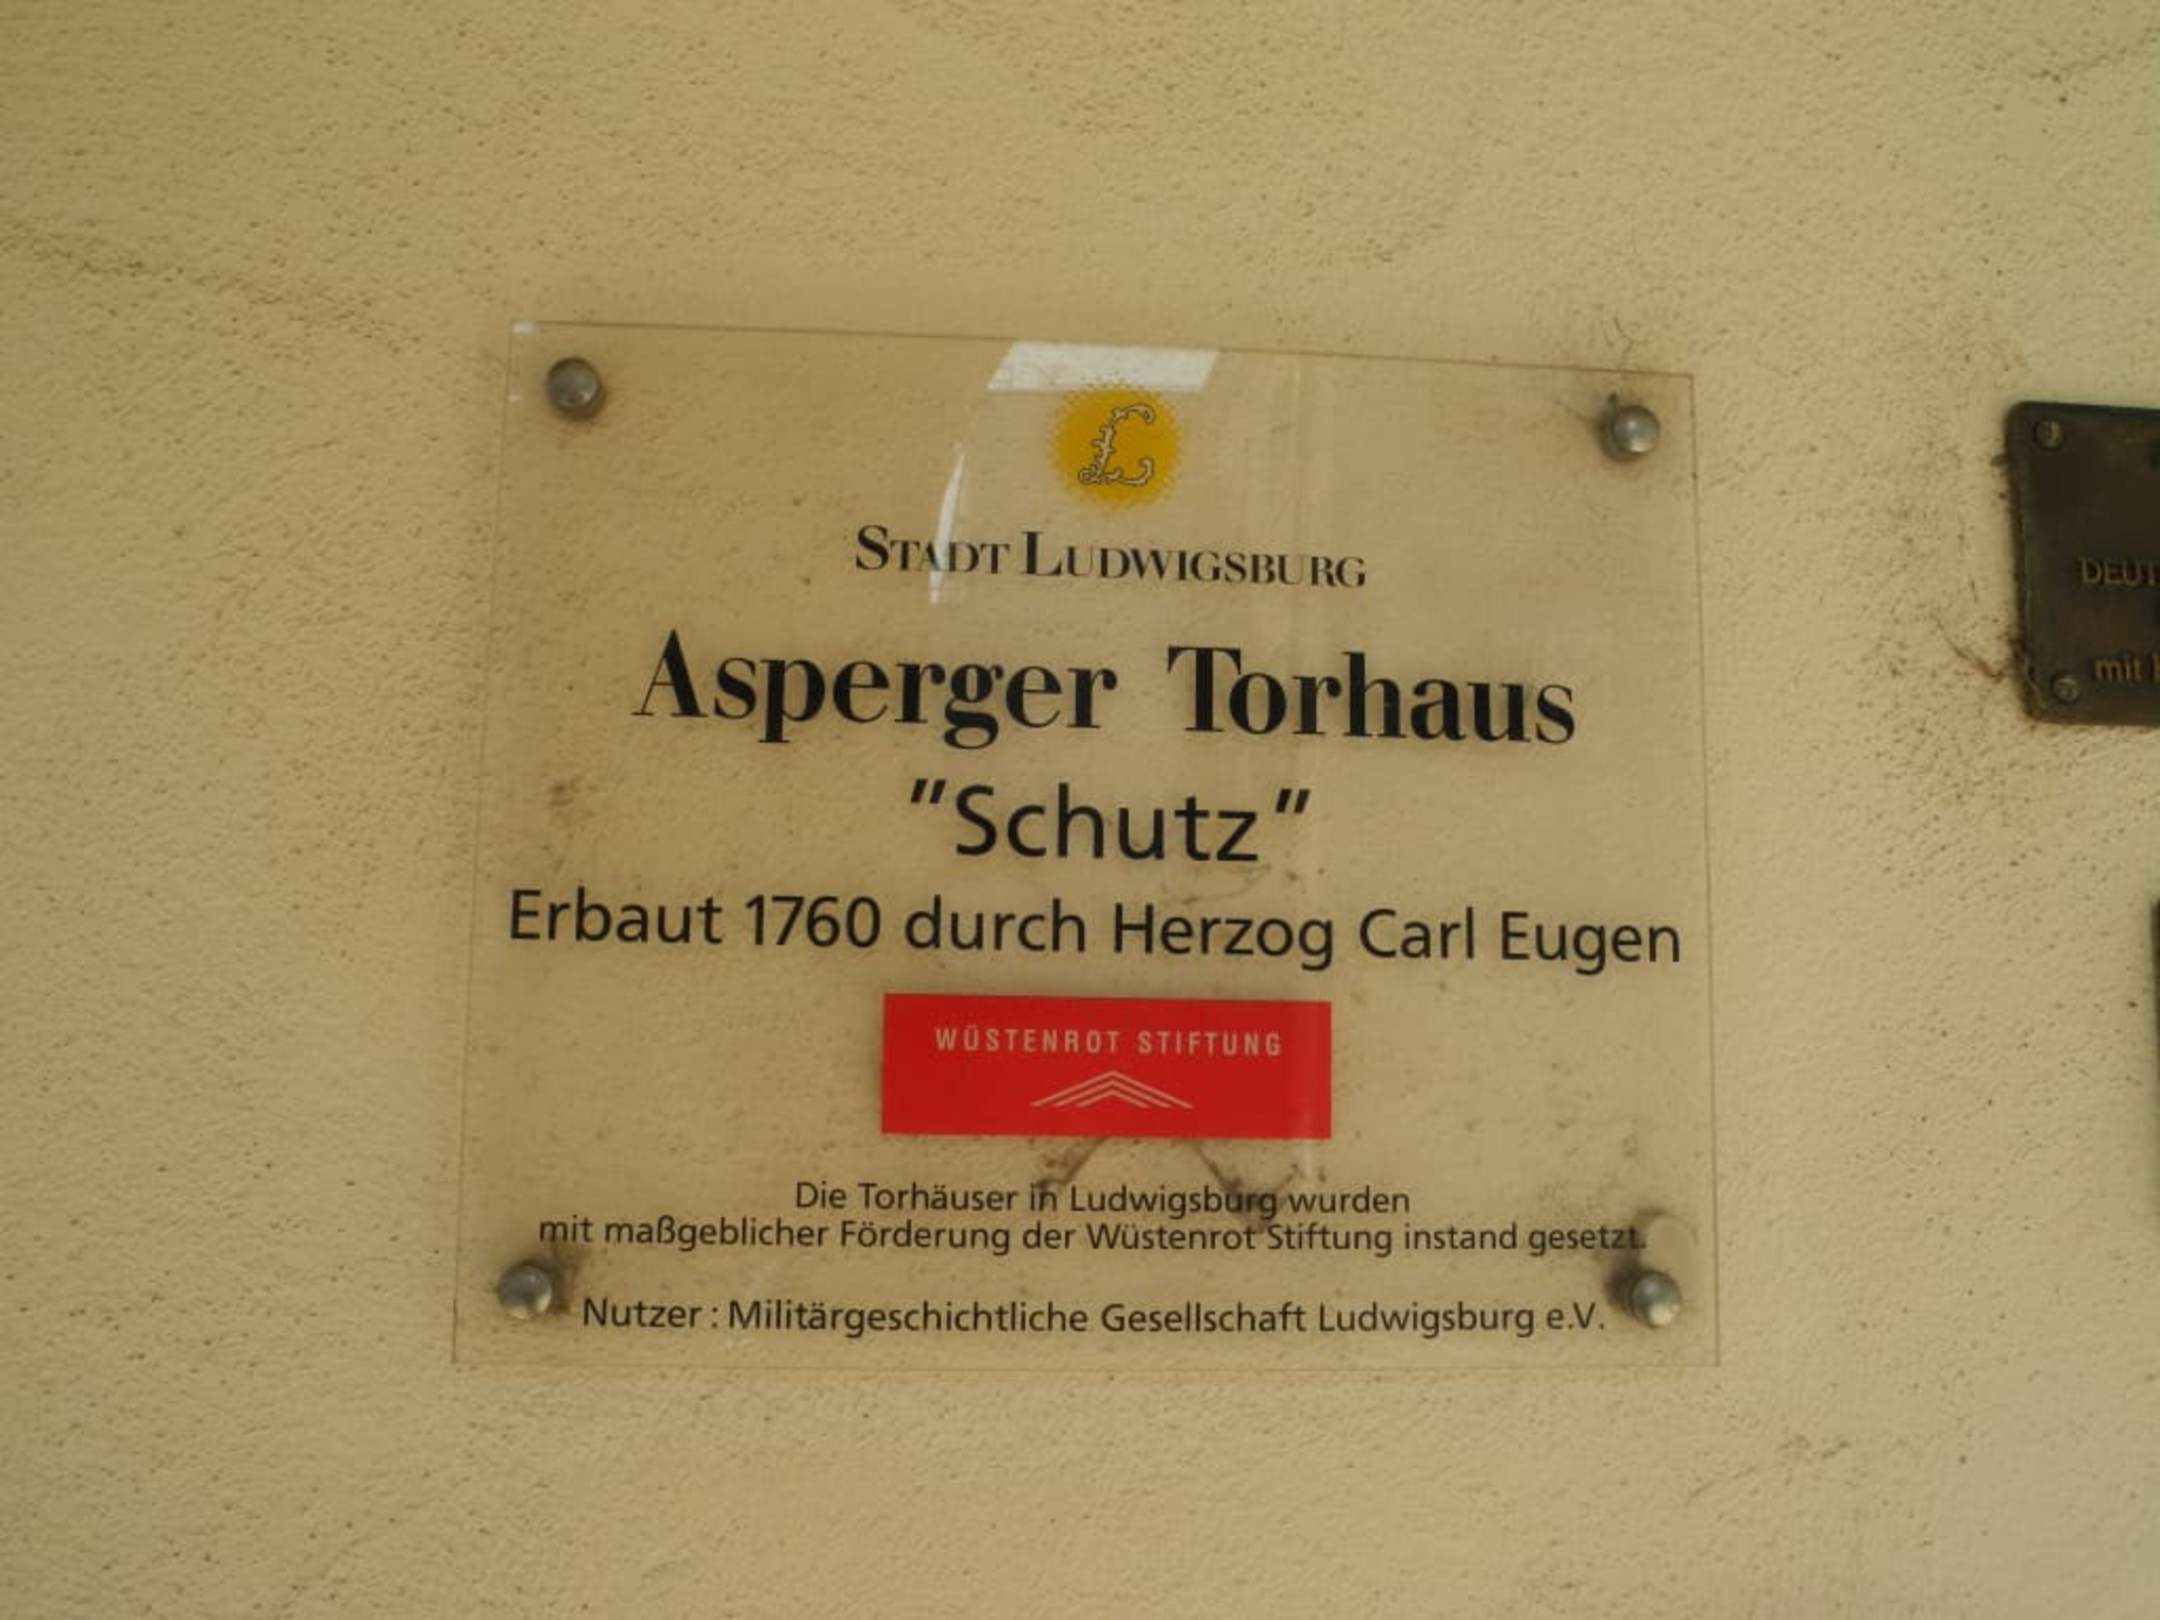 STADT LUDWIGSBURG
Asperger Torhaus
"Schutz"
Erbaut 1760 durch Herzog Carl Eugen
WÜSTENROT STIFTUNG
Die Torhäuser in Ludwigsburg wurden
mit maßgeblicher Förderung der Wüstenrot Stiftung instand gesetzt.
Nutzer: Militärgeschichtliche Gesellschaft Ludwigsburg e.V.
mit